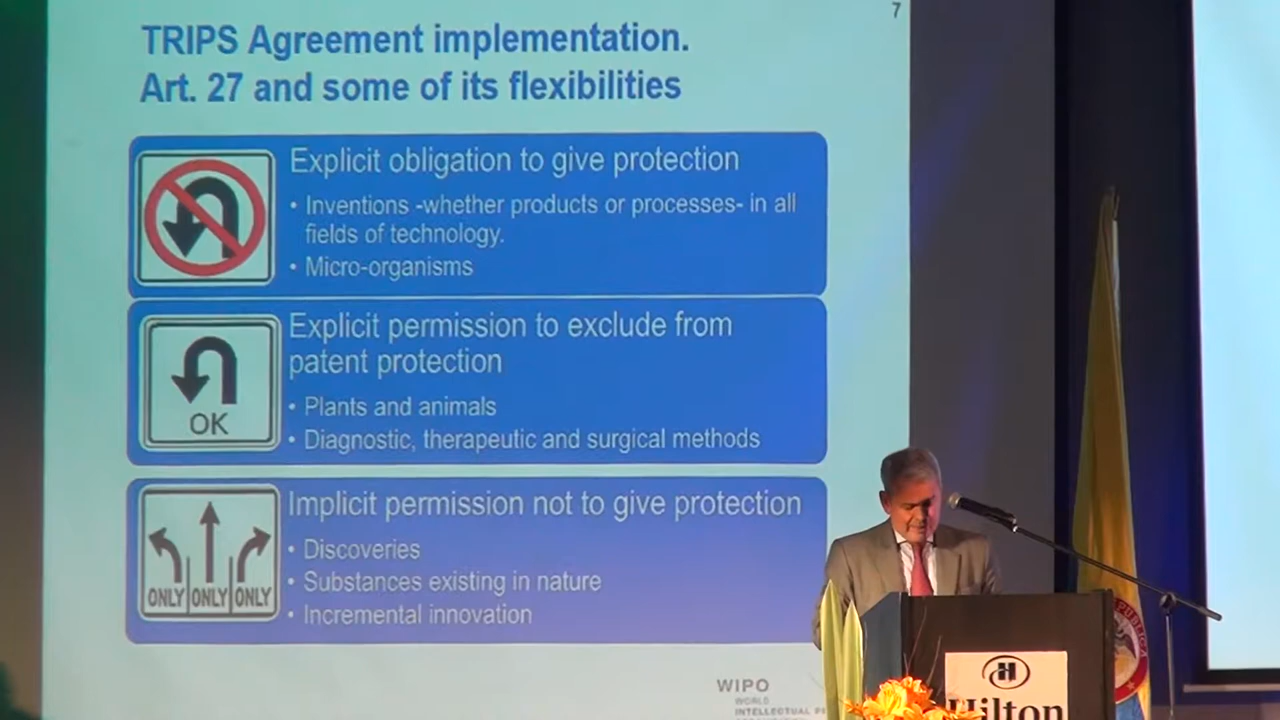 7
TRIPS Agreement implementation.
Art. 27 and some of its flexibilities
Explicit obligation to give protection
• Inventions -whether products or processes- in all
fields of technology.
• Micro-organisms
Explicit permission to exclude from
patent protection
• Plants and animals
• Diagnostic, therapeutic and surgical methods
OK
Implicit permission not to give protection
• Discoveries
• Substances existing in nature
• Incremental innovation
ONLY ONLY ONLY
WIPO
WORLD
INTELLECTUAL
H
Hilton